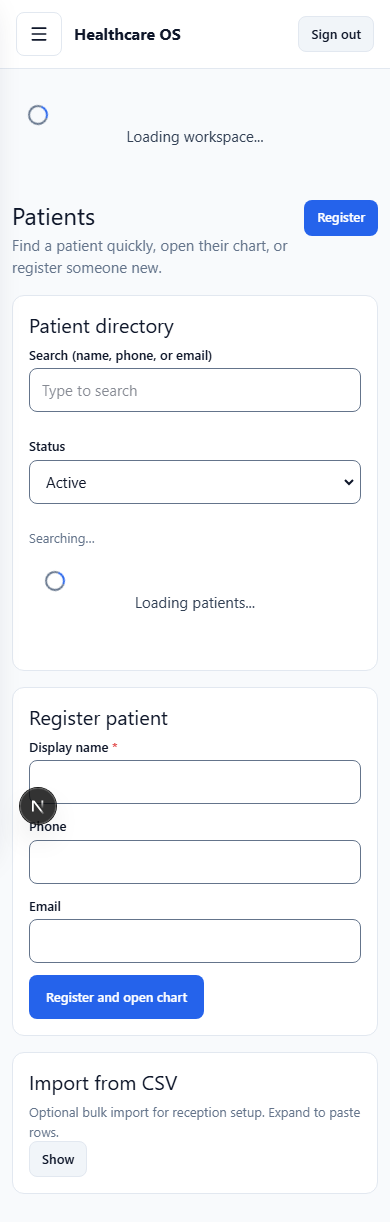 Healthcare OS
Sign out
Loading workspace...
Patients
Register
Find a patient quickly, open their chart, or
register someone new.
Patient directory
Search (name, phone, or email)
Type to search
Status
Active
Searching...
Loading patients...
Register patient
Display name *
N
Phone
Email
Register and open chart
Import from CSV
Optional bulk import for reception setup. Expand to paste
rows.
Show